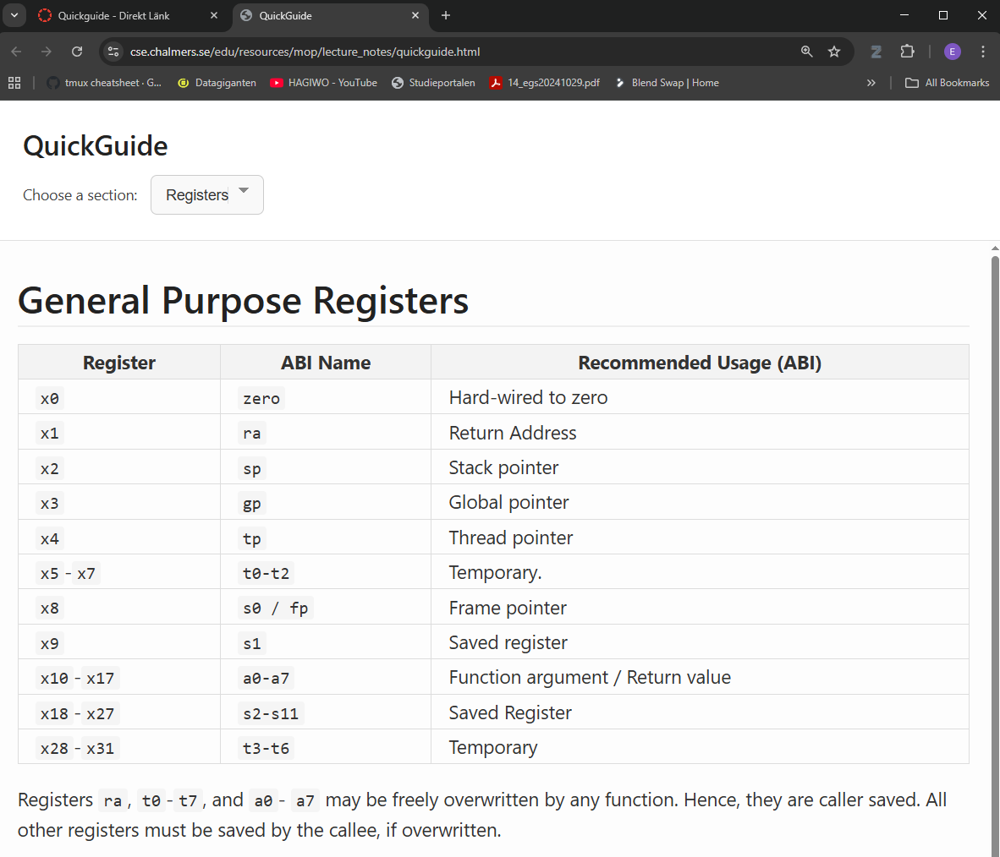 Quickguide - Direkt Länk
QuickGuide
cse.chalmers.se/edu/resources/mop/lecture_notes/quickguide.html
E
tmux cheatsheet · G...
Datagiganten
HAGIWO - YouTube
Studieportalen
14_egs20241029.pdf
Blend Swap | Home
All Bookmarks
QuickGuide
Choose a section: Registers
General Purpose Registers
Register ABI Name Recommended Usage (ABI)
x0 zero Hard-wired to zero
x1 ra Return Address
x2 sp Stack pointer
x3 gp Global pointer
x4 tp Thread pointer
x5 - x7 t0-t2 Temporary.
x8 s0 / fp Frame pointer
x9 s1 Saved register
x10 - x17 a0-a7 Function argument / Return value
x18 - x27 s2-s11 Saved Register
x28 - x31 t3-t6 Temporary
Registers ra, t0 - t7, and a0 - a7 may be freely overwritten by any function. Hence, they are caller saved. All
other registers must be saved by the callee, if overwritten.